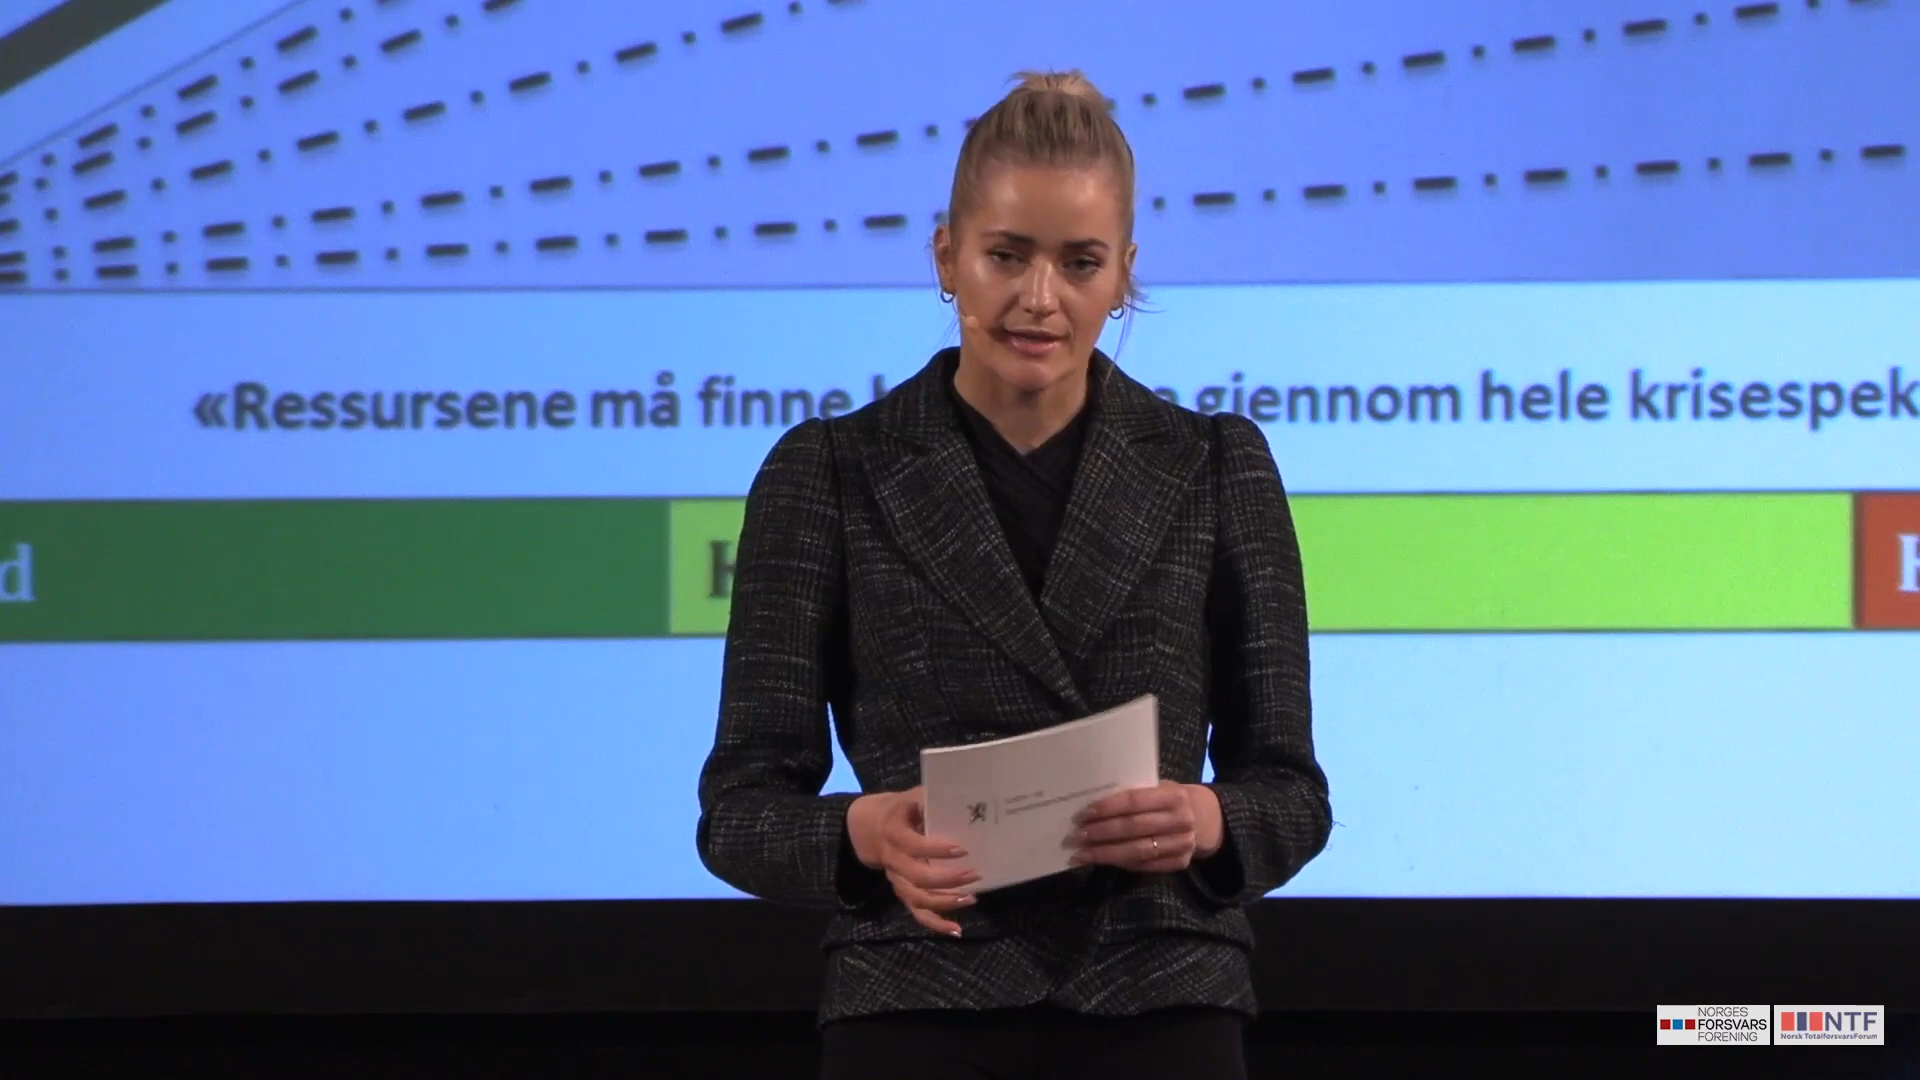 «Ressursene må finne gjennom hele krisespek
d
H
H
NORGES
FORSVARS
FORENING
NTF
Norsk TotalforsvarsForum